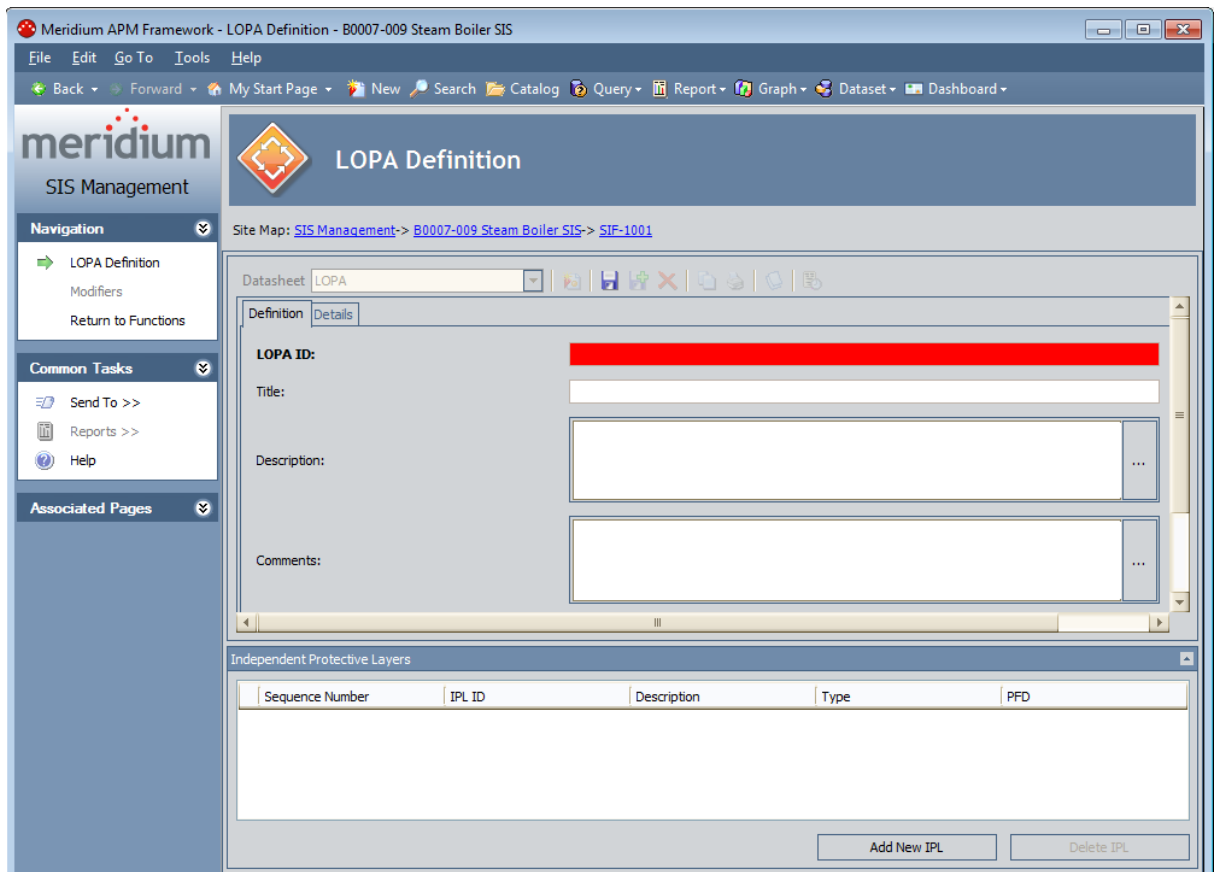 Meridium APM Framework - LOPA Definition - B0007-009 Steam Boiler SIS
File Edit Go To Tools Help
Back Forward My Start Page New Search Catalog Query Report Graph Dataset Dashboard
meridium
SIS Management
LOPA Definition
Navigation
Site Map: SIS Management-> B0007-009 Steam Boiler SIS-> SIF-1001
LOPA Definition
Modifiers
Return to Functions
Common Tasks
Send To >>
Reports >>
Help
Associated Pages
Datasheet LOPA
Definition Details
LOPA ID:
Title:
Description:
...
Comments:
...
Independent Protective Layers
Sequence Number IPL ID Description Type PFD
Add New IPL Delete IPL